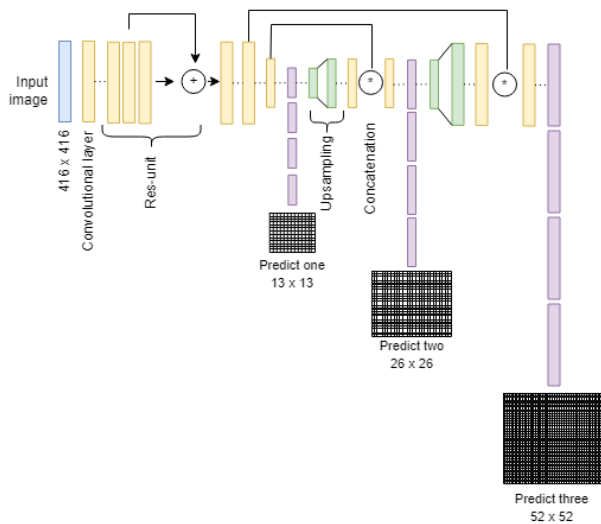 Input
image
416 x 416
Convolutional layer
Res-unit
+
Upsampling
*
Concatenation
*
Predict one
13 x 13
Predict two
26 x 26
Predict three
52 x 52